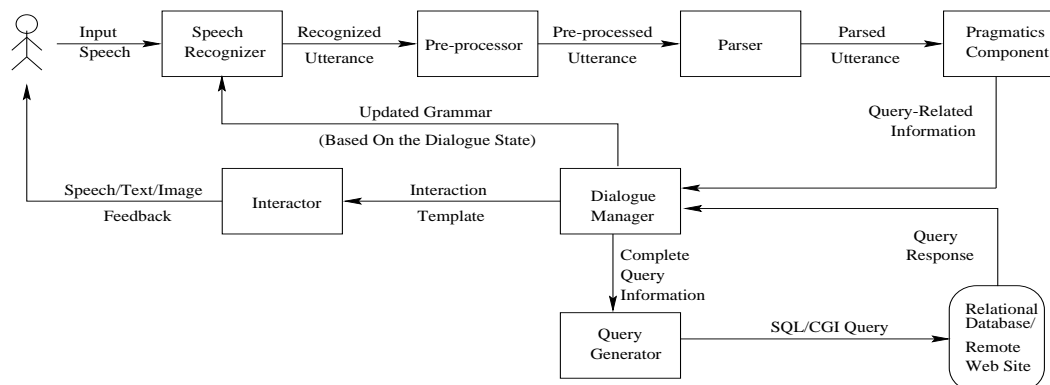 Input
Speech
Speech
Recognizer
Recognized
Utterance
Pre-processor
Pre-processed
Utterance
Parser
Parsed
Utterance
Pragmatics
Component
Updated Grammar
(Based On the Dialogue State)
Query-Related
Information
Speech/Text/Image
Feedback
Interactor
Interaction
Template
Dialogue
Manager
Query
Response
Complete
Query
Information
Query
Generator
SQL/CGI Query
Relational
Database/
Remote
Web Site